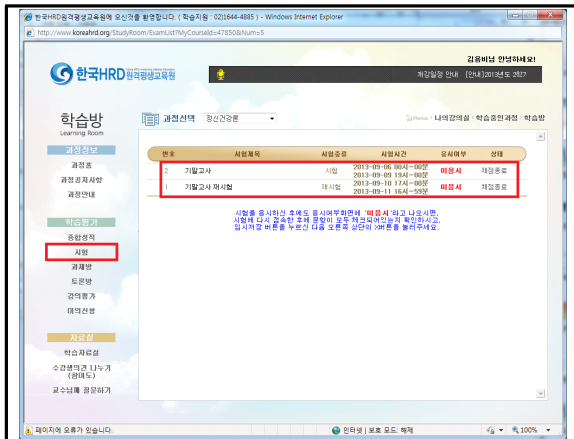 한국HRD원격평생교육원에 오신것을 환영합니다. ( 학습지원 : 02)1644-4885 ) - Windows Internet Explorer
http://www.koreahrd.org/StudyRoom/ExamList?MyCourseId=47850&Num=5
김용비님 안녕하세요!
한국HRD원격평생교육원
개강일정 안내 [안내]2013년도 2학기
학습방
Learning Room
과정선택 정신건강론
Home > 나의강의실 > 학습중인과정 > 학습방
과정정보
과정홈
과정공지사항
과정안내
학습평가
종합성적
시험
과제방
토론방
강의평가
이의신청
자료실
학습자료실
수강생의견 나누기
(참여도)
교수님께 질문하기
번호 시험제목 시험종류 시험시간 응시여부 상태
2 기말고사 시험 2013-09-06 00시~00분
2013-09-09 19시~00분 미응시 채점종료
1 기말고사 재시험 재시험 2013-09-10 17시~00분
2013-09-11 16시~59분 미응시 채점종료
시험를 응시하신 후에도 응시여부화면에 '미응시'라고 나오시면,
시험에 다시 접속한 후에 문항이 모두 체크되어있는지 확인하시고,
임시저장 버튼을 누르신 다음 오른쪽 상단의 X버튼을 눌러주세요.
페이지에 오류가 있습니다.
인터넷 | 보호 모드: 해제
100%